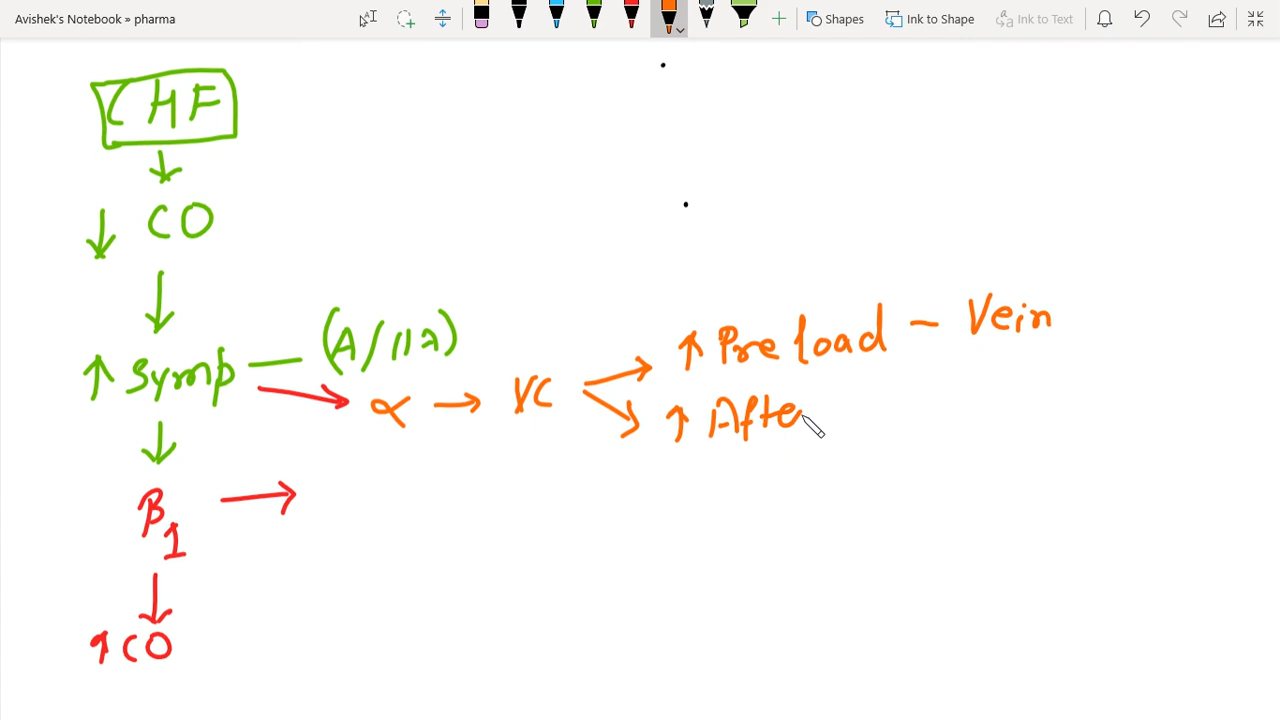 Avishek's Notebook » pharma
Shapes
Ink to Shape
Ink to Text
CHF
↓
↓ CO
↓
↑ Symp —
→ α → VC
↑ Preload – Vein
↑ Afte
↓
β1 →
↓
↑ CO